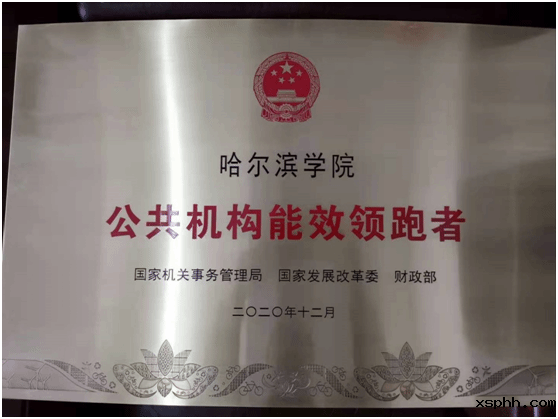 哈尔滨学院
公共机构能效领跑者
国家机关事务管理局 国家发展改革委 财政部
二〇二〇年十二月
xsphh.com